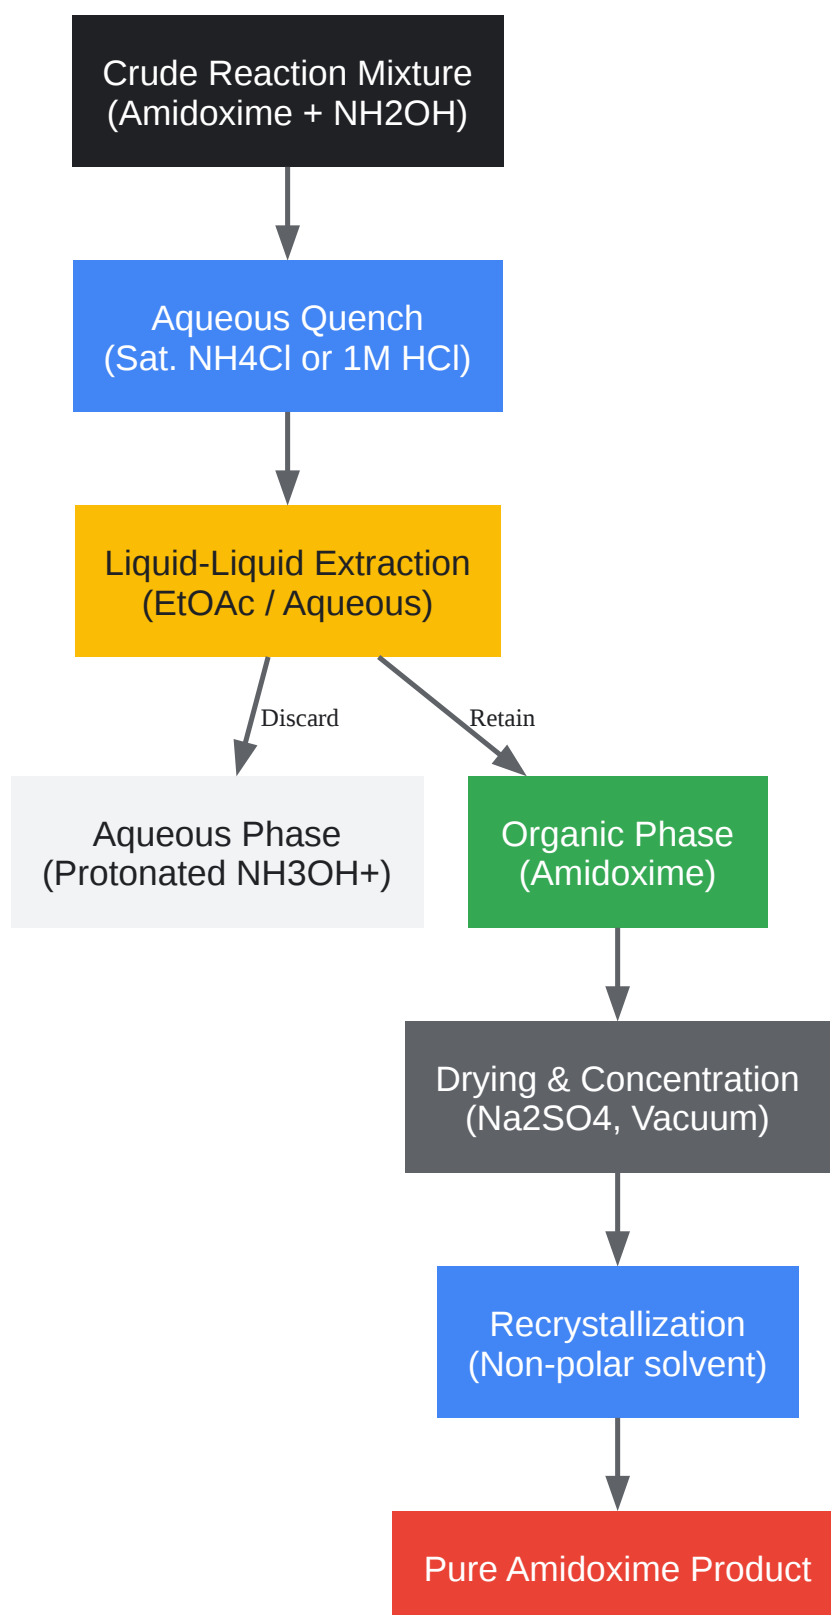 Crude Reaction Mixture
(Amidoxime + NH2OH)
Aqueous Quench
(Sat. NH4Cl or 1M HCl)
Liquid-Liquid Extraction
(EtOAc / Aqueous)
Discard
Retain
Aqueous Phase
(Protonated NH3OH+)
Organic Phase
(Amidoxime)
Drying & Concentration
(Na2SO4, Vacuum)
Recrystallization
(Non-polar solvent)
Pure Amidoxime Product